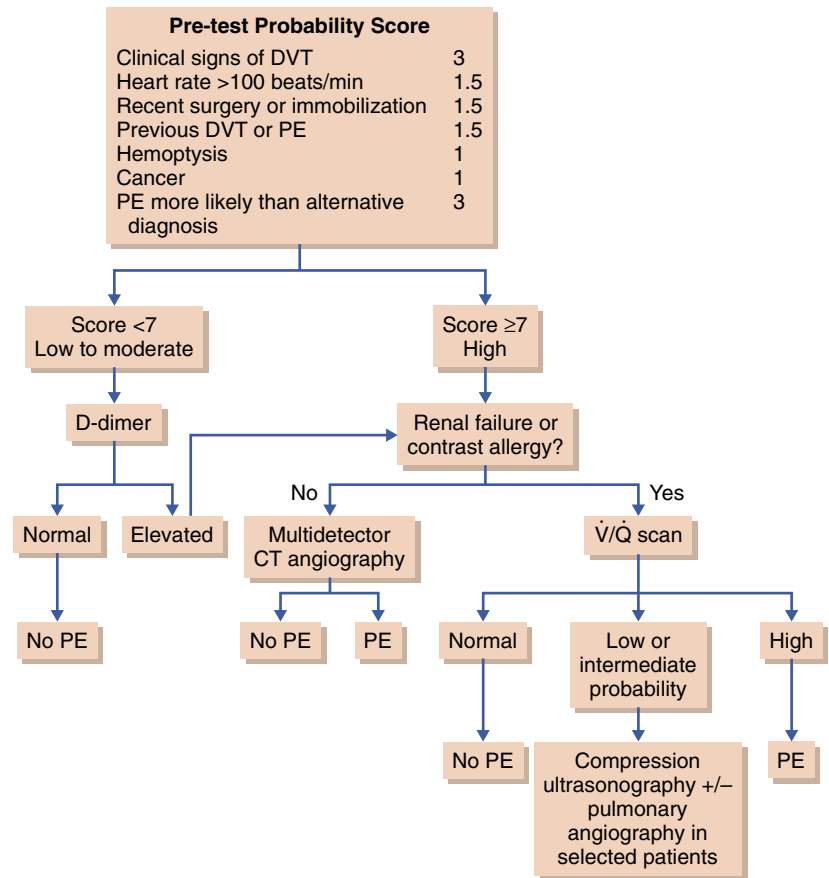 Pre-test Probability Score
Clinical signs of DVT 3
Heart rate >100 beats/min 1.5
Recent surgery or immobilization 1.5
Previous DVT or PE 1.5
Hemoptysis 1
Cancer 1
PE more likely than alternative 3
diagnosis
Score <7
Low to moderate
Score ≥7
High
D-dimer
Renal failure or
contrast allergy?
No
Yes
Normal
Elevated
Multidetector
CT angiography
V̇/Q̇ scan
No PE
No PE
PE
Normal
Low or
intermediate
probability
High
No PE
Compression
ultrasonography +/–
pulmonary
angiography in
selected patients
PE